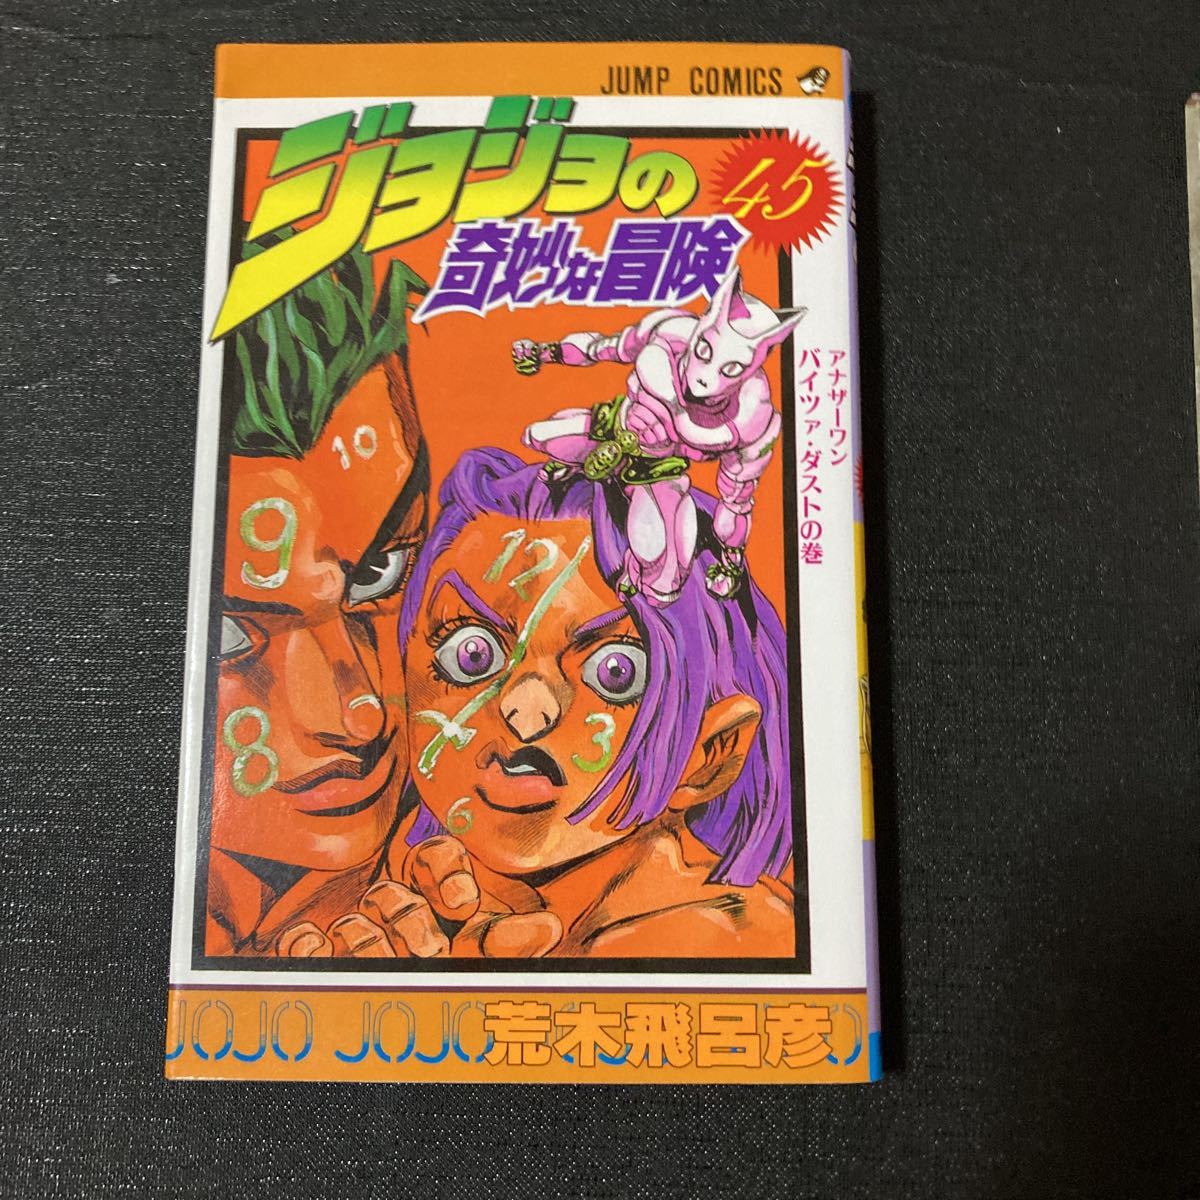 JUMP COMICS
ジョジョの
奇妙な冒険
45
アナザーワン
バイツァ・ダストの巻
10
9
12
8
3
6
JOJO JOJO
荒木飛呂彦